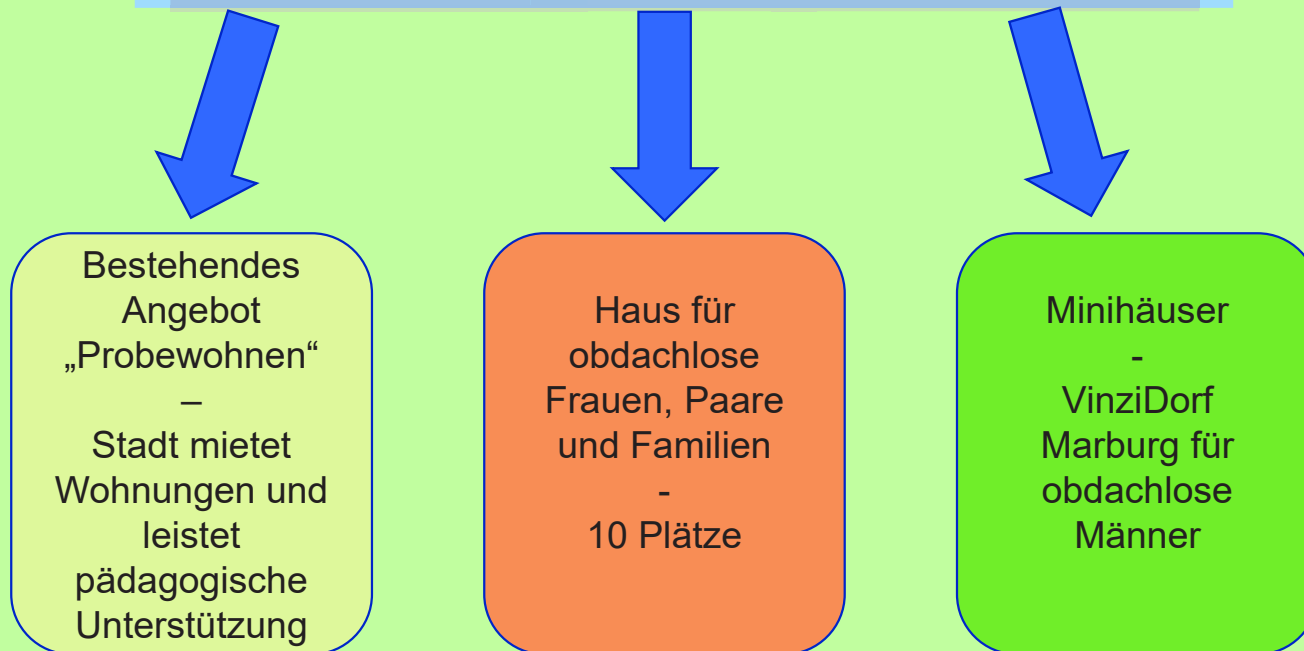 Bestehendes
Angebot
„Probewohnen“
–
Stadt mietet
Wohnungen und
leistet
pädagogische
Unterstützung
Haus für
obdachlose
Frauen, Paare
und Familien
-
10 Plätze
Minihäuser
-
VinziDorf
Marburg für
obdachlose
Männer